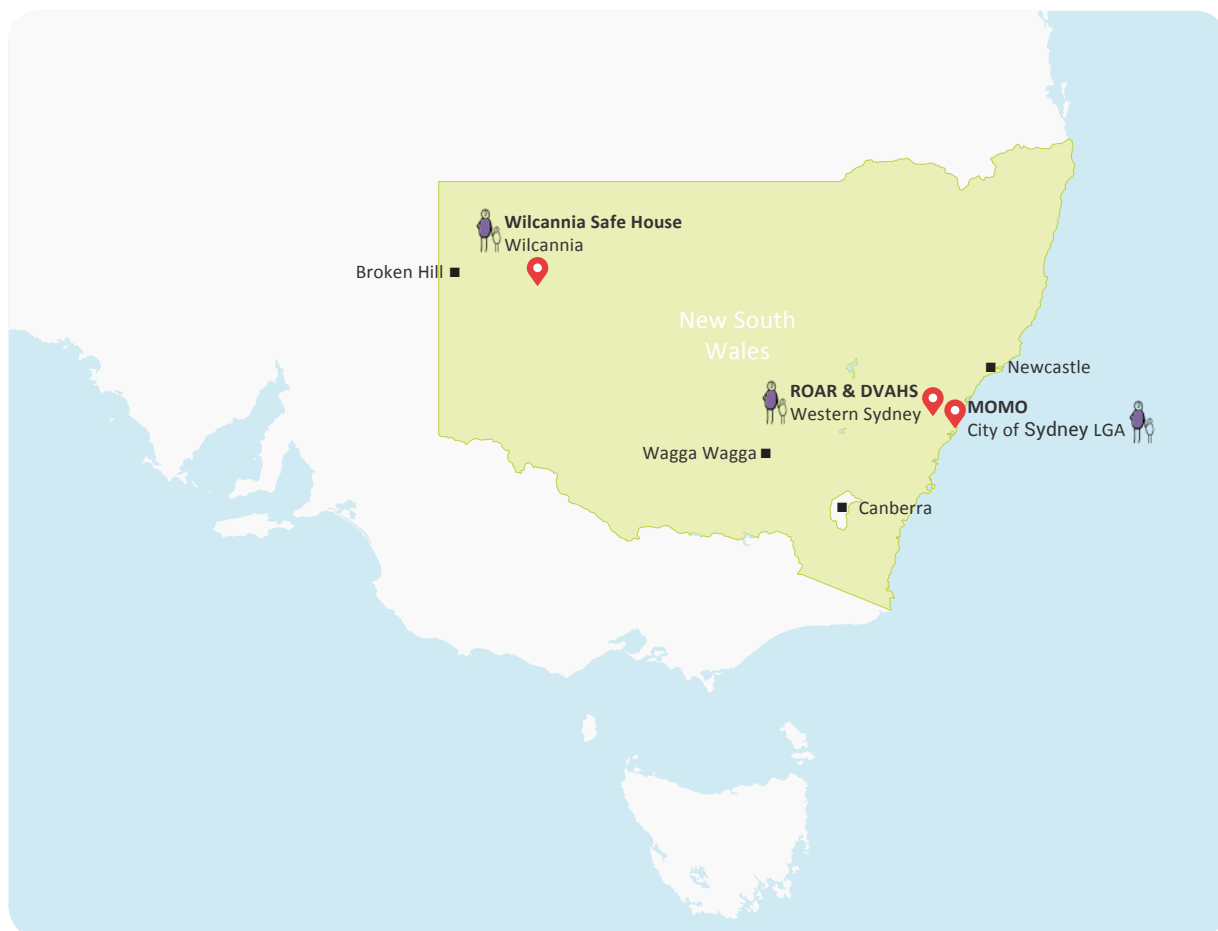 Wilcannia Safe House
Wilcannia
Broken Hill
New South
Wales
Newcastle
ROAR & DVAHS
Western Sydney
MOMO
City of Sydney LGA
Wagga Wagga
Canberra